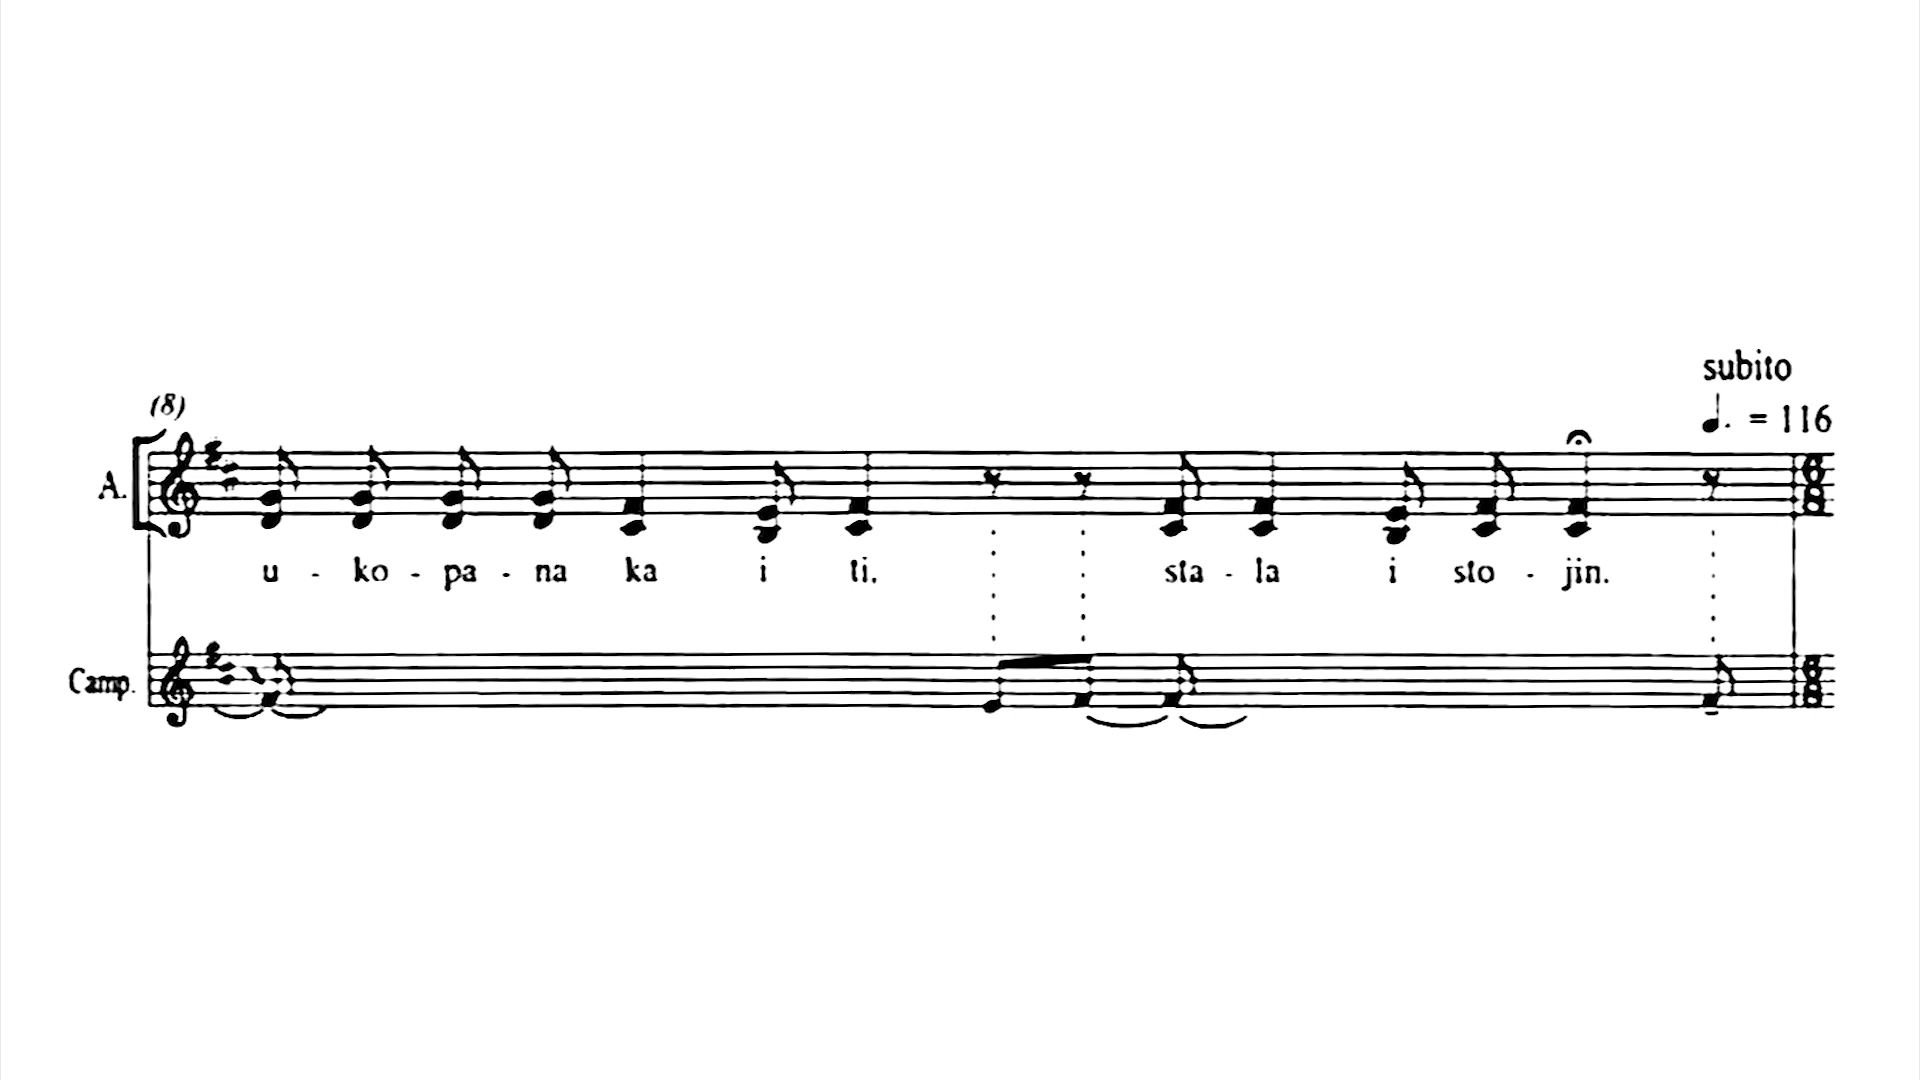 subito
♩. = 116
(8)
A.
u - ko - pa - na ka i ti. sta - la i sto - jin.
Camp.